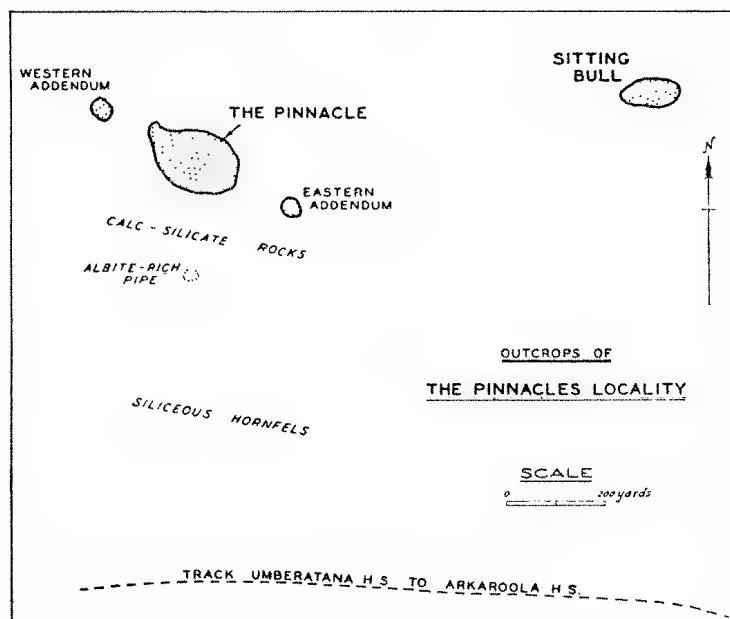 WESTERN
ADDENDUM
THE PINNACLE
SITTING
BULL
N
EASTERN
ADDENDUM
CALC-SILICATE ROCKS
ALBITE-RICH
PIPE
OUTCROPS OF
THE PINNACLES LOCALITY
SILICEOUS HORNFELS
SCALE
0 200 yards
TRACK UMBERATANA H.S. TO ARKAROOLA H.S.